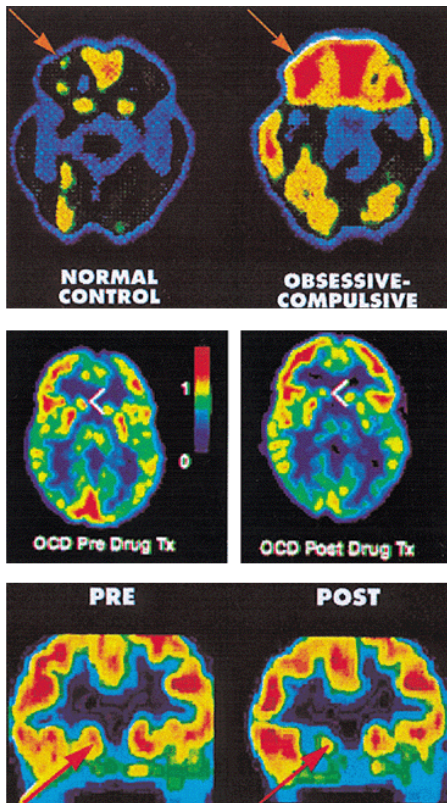 NORMAL
CONTROL
OBSESSIVE-
COMPULSIVE
1
0
OCD Pre Drug Tx
OCD Post Drug Tx
PRE
POST